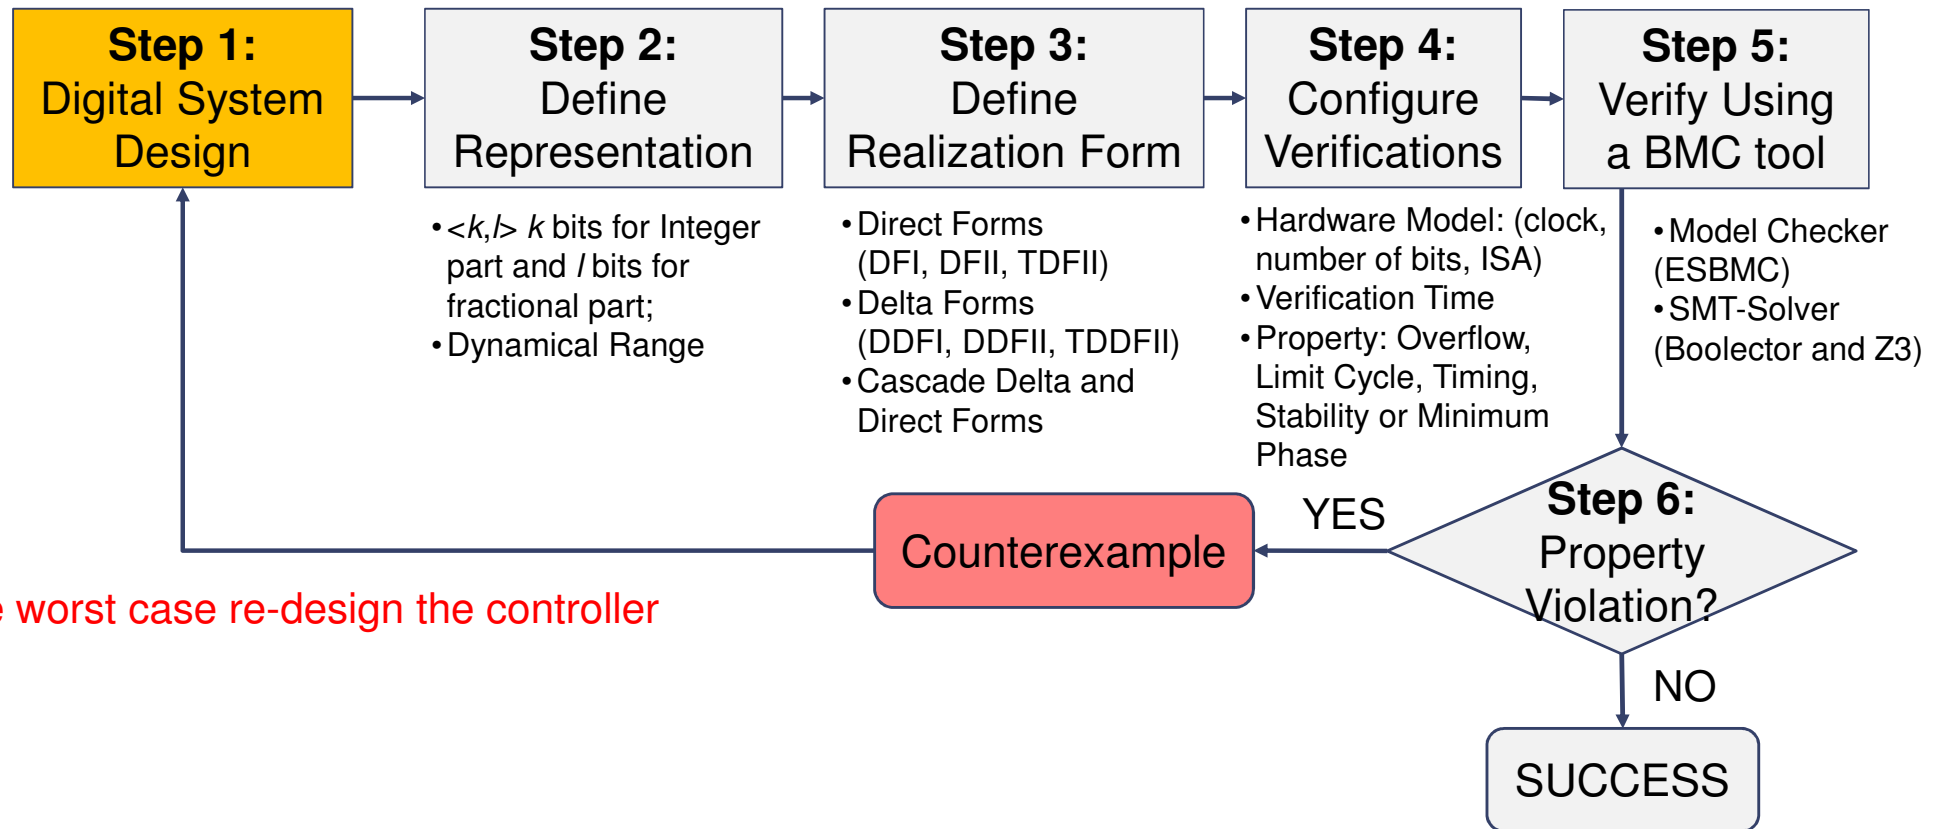 Step 1:
Digital System
Design
Step 2:
Define
Representation
Step 3:
Define
Realization Form
Step 4:
Configure
Verifications
Step 5:
Verify Using
a BMC tool
•<k,l> k bits for Integer
part and l bits for
fractional part;
•Dynamical Range
•Direct Forms
(DFI, DFII, TDFII)
•Delta Forms
(DDFI, DDFII, TDDFII)
•Cascade Delta and
Direct Forms
•Hardware Model: (clock,
number of bits, ISA)
•Verification Time
•Property: Overflow,
Limit Cycle, Timing,
Stability or Minimum
Phase
•Model Checker
(ESBMC)
•SMT-Solver
(Boolector and Z3)
Step 6:
Property
Violation?
YES
Counterexample
worst case re-design the controller
NO
SUCCESS